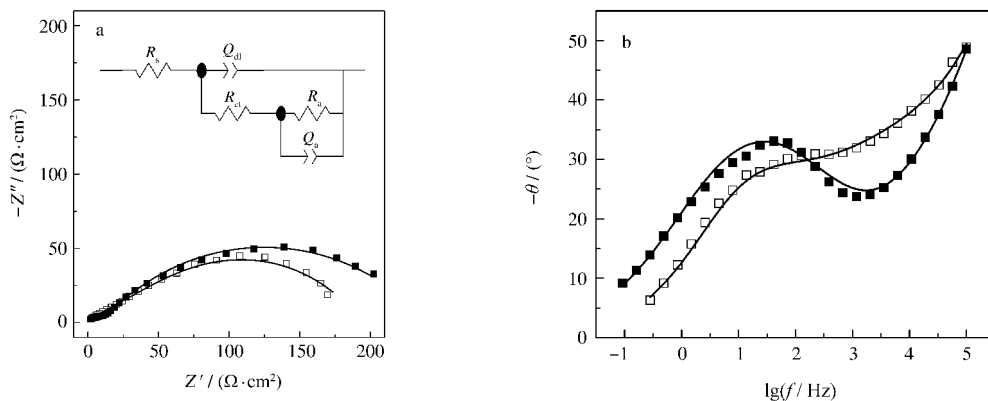 a
R_s
Q_dl
R_ct
R_a
Q_a
−Z″ / (Ω·cm²)
200
150
100
50
0
0 50 100 150 200
Z′ / (Ω·cm²)
b
−θ / (°)
50
40
30
20
10
0
−1 0 1 2 3 4 5
lg(f / Hz)